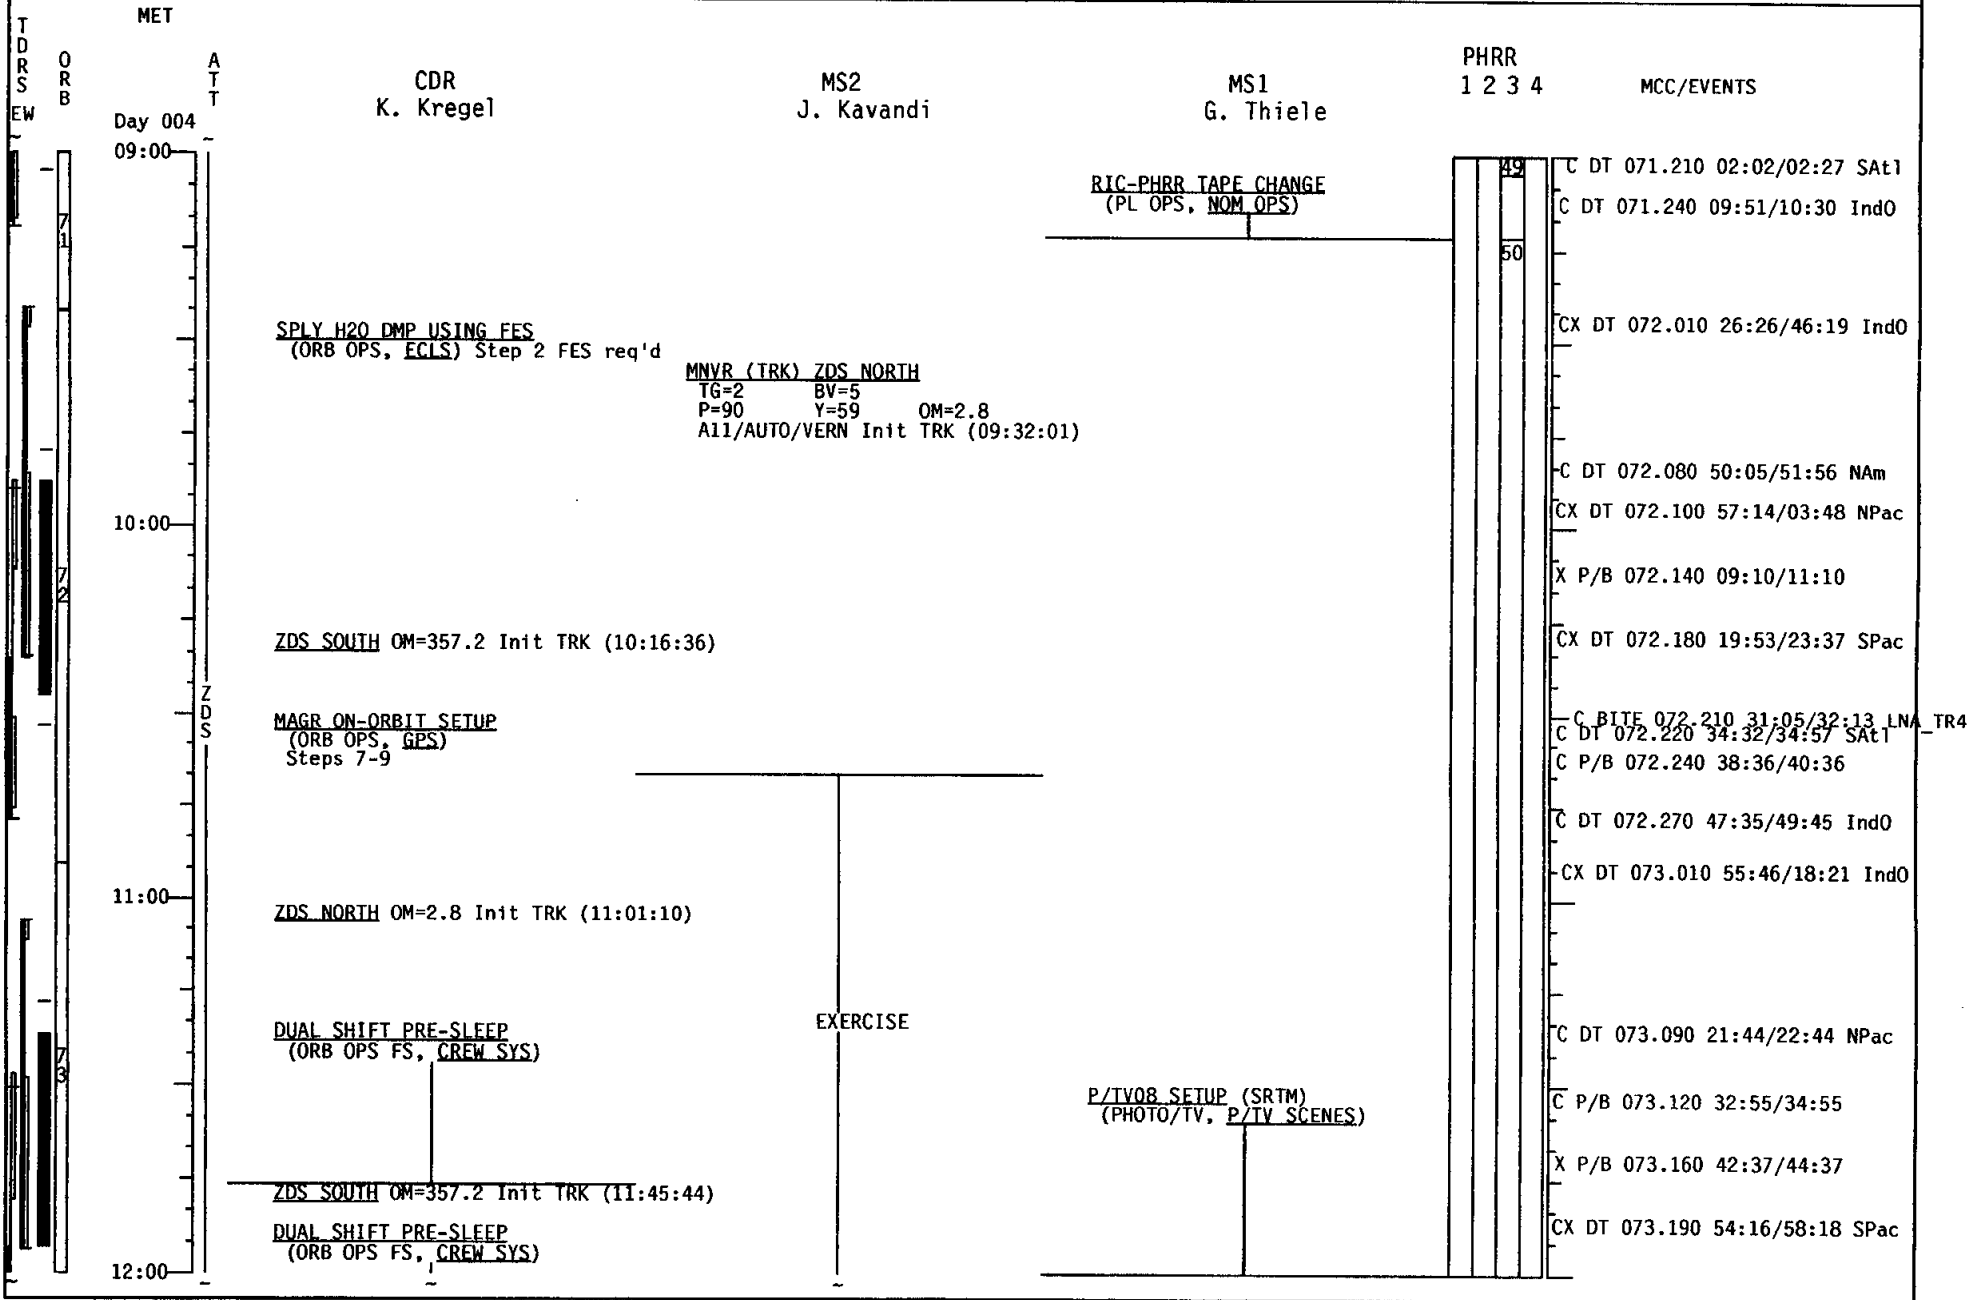 MET
TDRS
ORB
ATT
EW
CDR
K. Kregel
MS2
J. Kavandi
MS1
G. Thiele
PHRR
1 2 3 4
MCC/EVENTS
Day 004
~
~
09:00
49
C DT 071.210 02:02/02:27 SAtl
RIC-PHRR TAPE CHANGE
(PL OPS, NOM OPS)
C DT 071.240 09:51/10:30 IndO
71
50
SPLY H2O DMP USING FES
(ORB OPS, ECLS) Step 2 FES req'd
CX DT 072.010 26:26/46:19 IndO
MNVR (TRK) ZDS NORTH
TG=2 BV=5
P=90 Y=59 OM=2.8
All/AUTO/VERN Init TRK (09:32:01)
C DT 072.080 50:05/51:56 NAm
10:00
CX DT 072.100 57:14/03:48 NPac
72
X P/B 072.140 09:10/11:10
ZDS SOUTH OM=357.2 Init TRK (10:16:36)
CX DT 072.180 19:53/23:37 SPac
ZDS
MAGR ON-ORBIT SETUP
(ORB OPS, GPS)
Steps 7-9
C BITE 072.210 31:05/32:13 LNA_TR4
C DT 072.220 34:32/34:57 SAtl
C P/B 072.240 38:36/40:36
C DT 072.270 47:35/49:45 IndO
CX DT 073.010 55:46/18:21 IndO
11:00
ZDS NORTH OM=2.8 Init TRK (11:01:10)
EXERCISE
DUAL SHIFT PRE-SLEEP
(ORB OPS FS, CREW SYS)
C DT 073.090 21:44/22:44 NPac
73
P/TV08 SETUP (SRTM)
(PHOTO/TV, P/TV SCENES)
C P/B 073.120 32:55/34:55
X P/B 073.160 42:37/44:37
ZDS SOUTH OM=357.2 Init TRK (11:45:44)
DUAL SHIFT PRE-SLEEP
(ORB OPS FS, CREW SYS)
CX DT 073.190 54:16/58:18 SPac
12:00
~
~
~
~